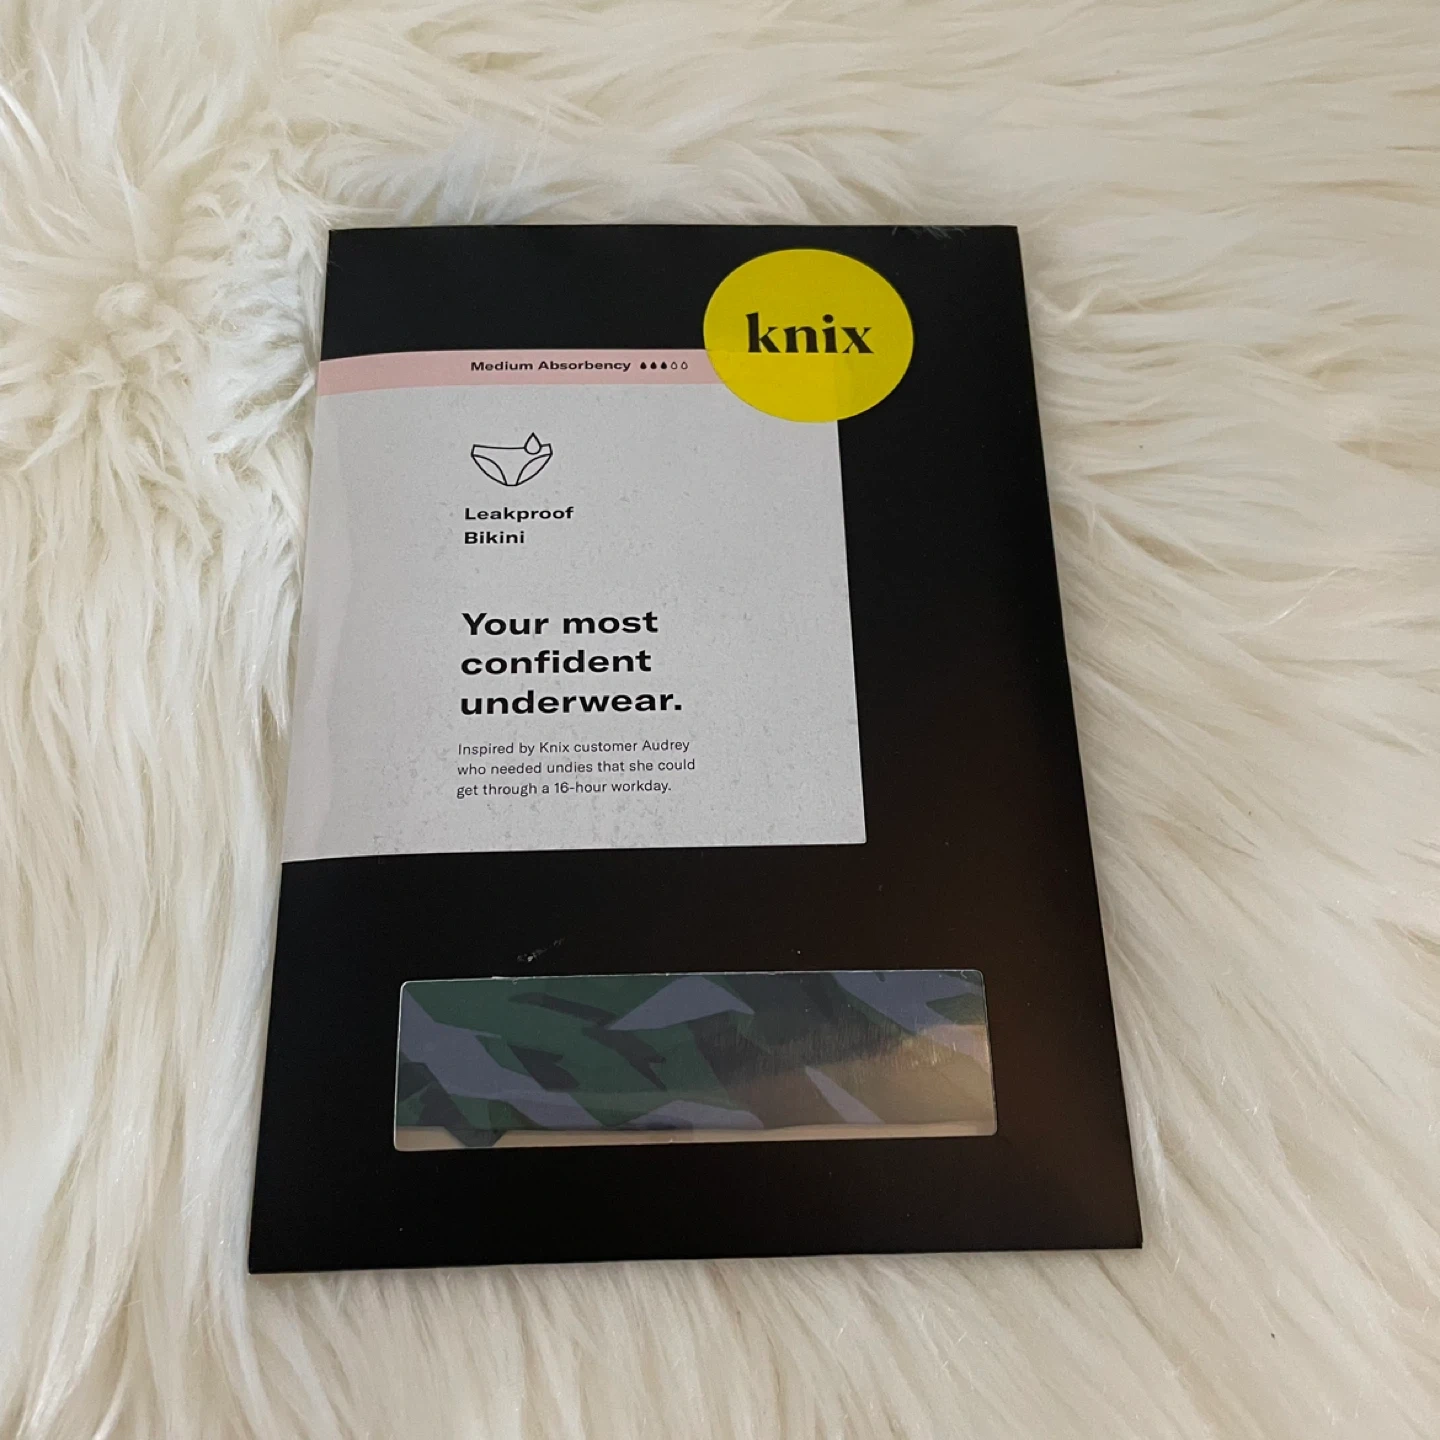 knix
Medium Absorbency
Leakproof
Bikini
Your most
confident
underwear.
Inspired by Knix customer Audrey
who needed undies that she could
get through a 16-hour workday.